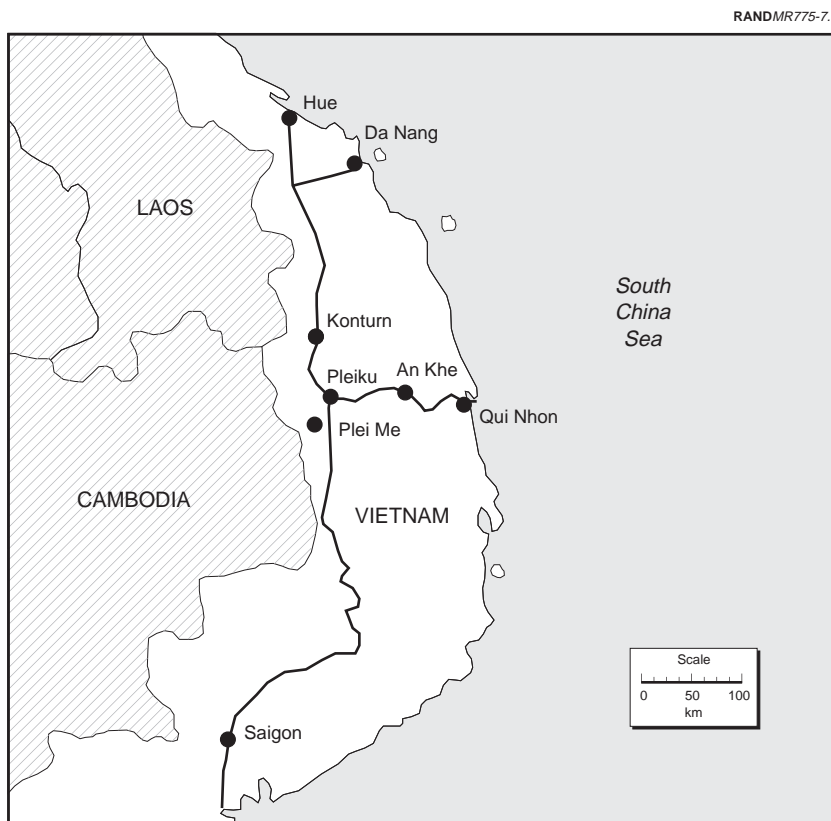 RANDMR775-7.
Hue
Da Nang
LAOS
South
China
Sea
Konturn
Pleiku
An Khe
Qui Nhon
Plei Me
CAMBODIA
VIETNAM
Scale
0 50 100
km
Saigon